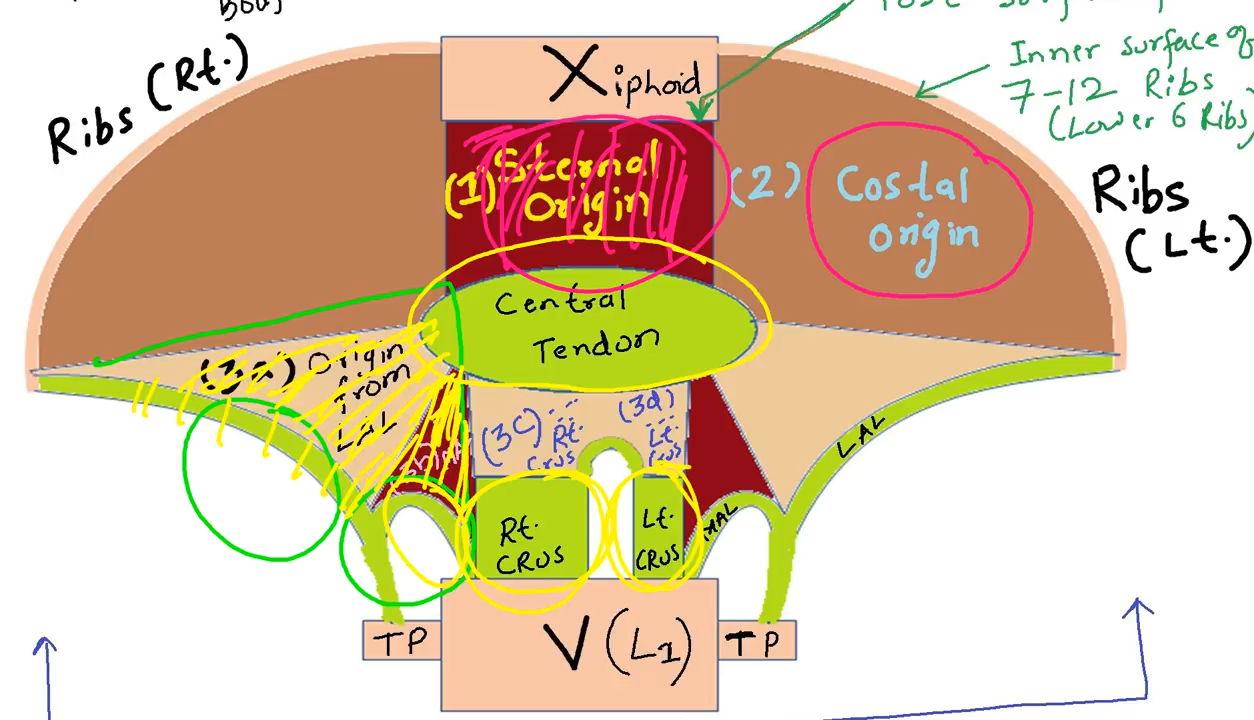 Body
Xiphoid
Ribs (Rt.)
Inner surface of
7-12 Ribs
(Lower 6 Ribs)
Ribs
(Lt.)
(1) Sternal
Origin
(2) Costal
Origin
Central
Tendon
(3a) Origin
from
LAL
(3c) Rt.
Crus
(3d)
Lt.
Crus
LAL
MAL
Rt.
CRUS
Lt.
CRUS
TP
V (L1)
TP